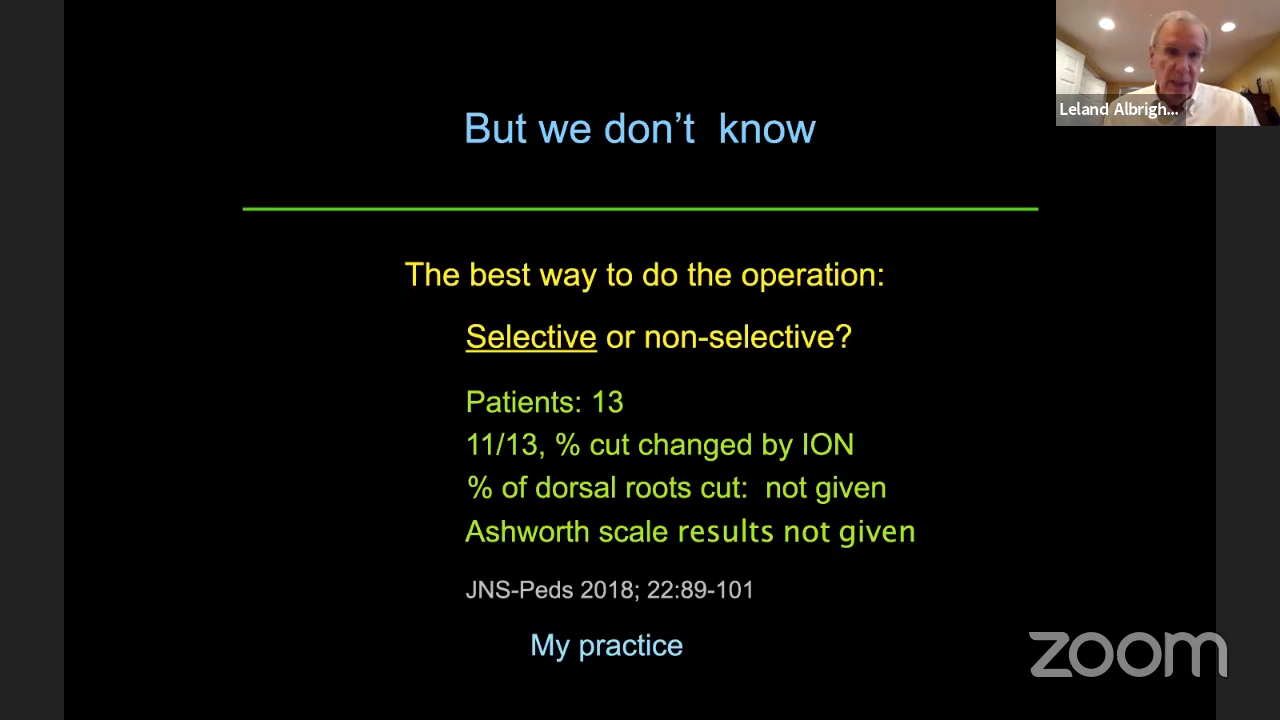 Leland Albrigh...
But we don’t know
The best way to do the operation:
Selective or non-selective?
Patients: 13
11/13, % cut changed by ION
% of dorsal roots cut: not given
Ashworth scale results not given
JNS-Peds 2018; 22:89-101
My practice
zoom